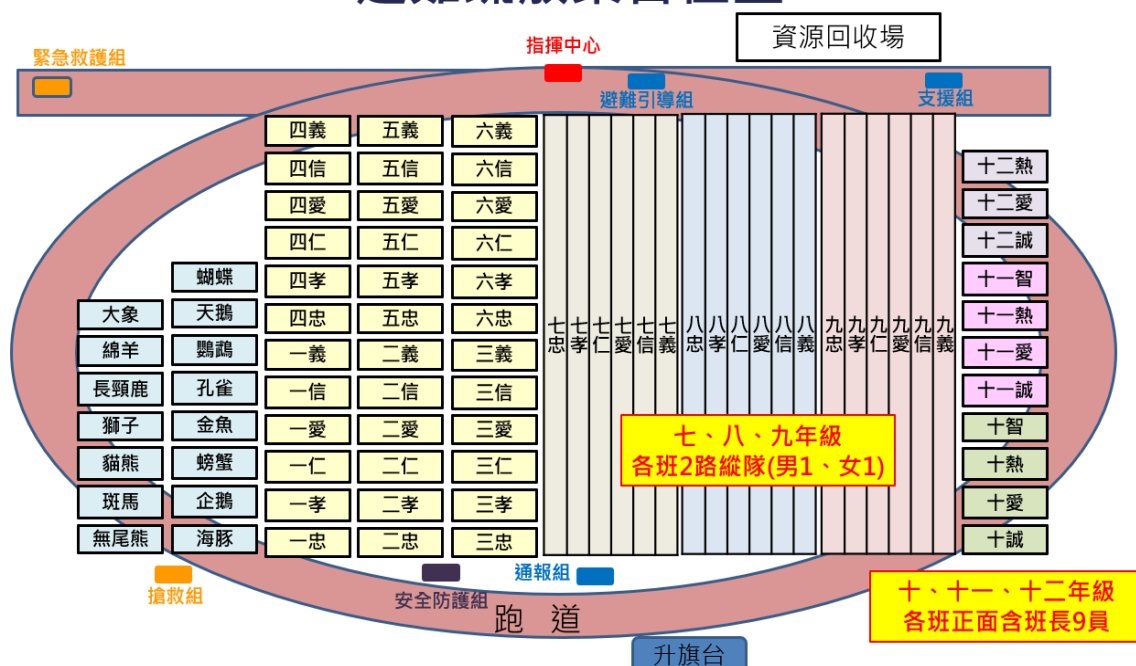 資源回收場
指揮中心
緊急救護組
避難引導組
支援組
四義 五義 六義
四信 五信 六信
四愛 五愛 六愛
四仁 五仁 六仁
四孝 五孝 六孝
四忠 五忠 六忠
一義 二義 三義
一信 二信 三信
一愛 二愛 三愛
一仁 二仁 三仁
一孝 二孝 三孝
一忠 二忠 三忠
蝴蝶
大象 天鵝
綿羊 鸚鵡
長頸鹿 孔雀
獅子 金魚
貓熊 螃蟹
斑馬 企鵝
無尾熊 海豚
七忠
七孝
七仁
七愛
七信
七義
八忠
八孝
八仁
八愛
八信
八義
九忠
九孝
九仁
九愛
九信
九義
十二熱
十二愛
十二誠
十一智
十一熱
十一愛
十一誠
十智
十熱
十愛
十誠
七、八、九年級
各班2路縱隊(男1、女1)
搶救組
安全防護組
通報組
跑 道
十、十一、十二年級
各班正面含班長9員
升旗台